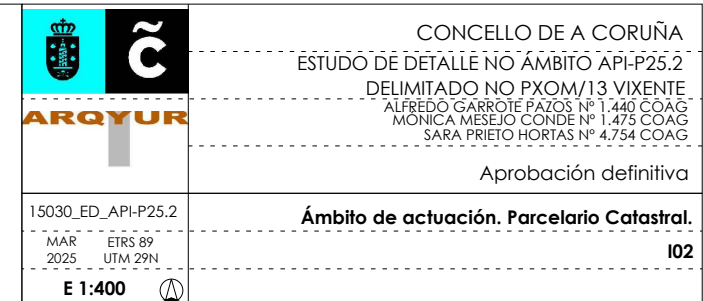 CONCELLO DE A CORUÑA
ESTUDO DE DETALLE NO ÁMBITO API-P25.2
DELIMITADO NO PXOM/13 VIXENTE
ALFREDO GARROTE PAZOS Nº 1.440 COAG
MÓNICA MESEJO CONDE Nº 1.475 COAG
SARA PRIETO HORTAS Nº 4.754 COAG
ARQYUR
Aprobación definitiva
15030_ED_API-P25.2
Ámbito de actuación. Parcelario Catastral.
MAR ETRS 89
2025 UTM 29N
I02
E 1:400